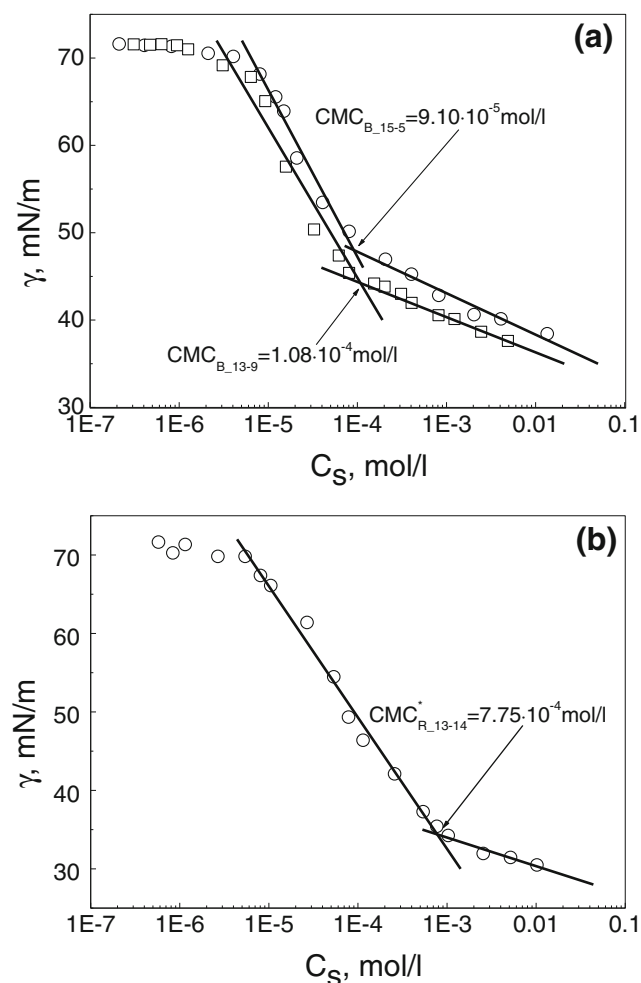 (a)
70
60
50
40
30
γ, mN/m
CMC_B_15-5=9.10·10^-5 mol/l
CMC_B_13-9=1.08·10^-4 mol/l
1E-7 1E-6 1E-5 1E-4 1E-3 0.01 0.1
C_S, mol/l
(b)
70
60
50
40
30
γ, mN/m
CMC^*_R_13-14=7.75·10^-4 mol/l
1E-7 1E-6 1E-5 1E-4 1E-3 0.01 0.1
C_S, mol/l